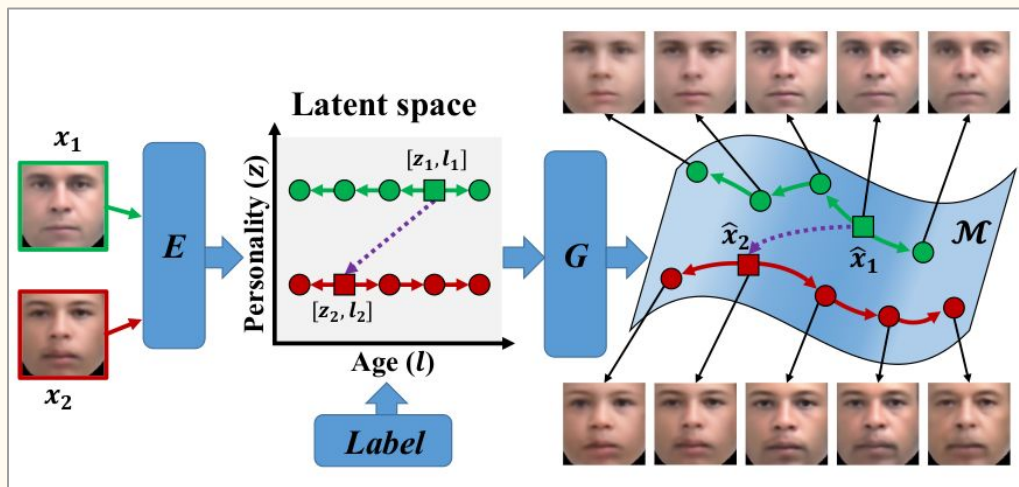 Latent space
x₁
[z₁, l₁]
E
Personality (z)
G
x̂₂
x̂₁
M
[z₂, l₂]
x₂
Age (l)
Label